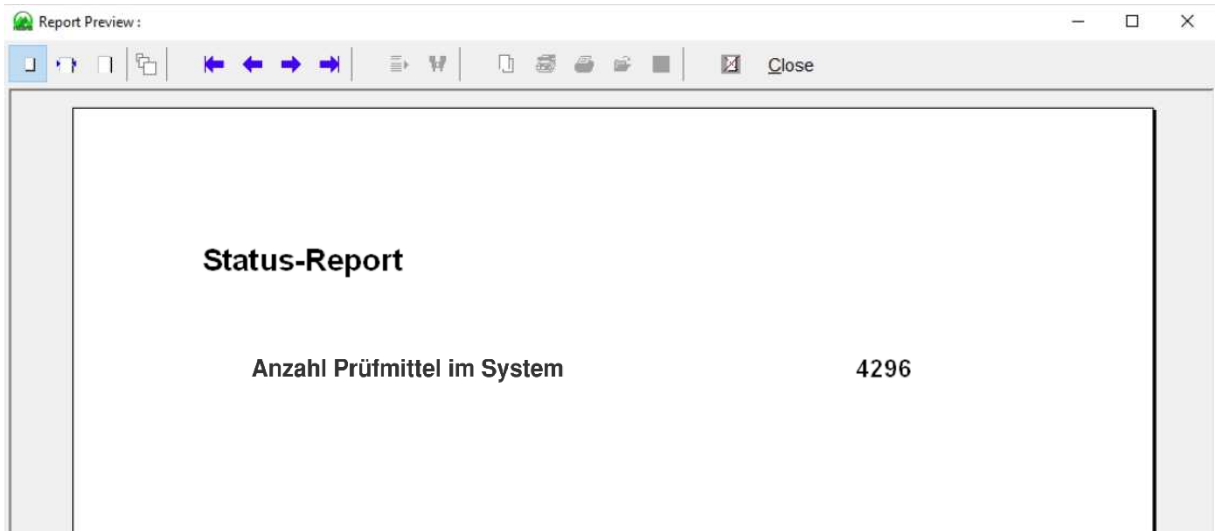 Report Preview :
Close
Status-Report
Anzahl Prüfmittel im System 4296